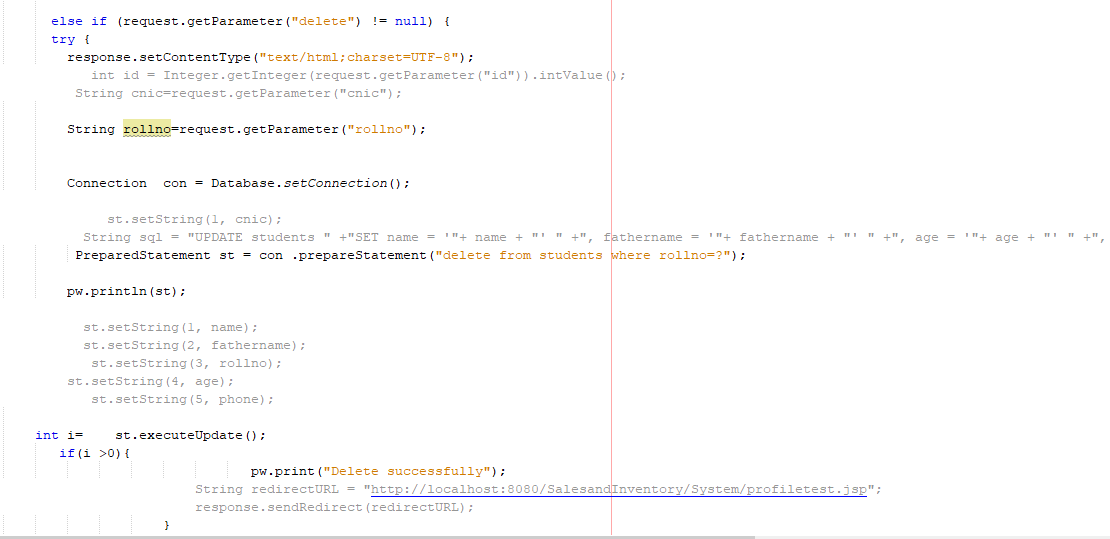 else if (request.getParameter("delete") != null) {
try {
response.setContentType("text/html;charset=UTF-8");
int id = Integer.getInteger(request.getParameter("id")).intValue();
String cnic=request.getParameter("cnic");
String rollno=request.getParameter("rollno");
Connection  con = Database.setConnection();
st.setString(1, cnic);
String sql = "UPDATE students " +"SET name = '"+ name + "' " +", fathername = '"+ fathername + "' " +", age = '"+ age + "' " +",
PreparedStatement st = con .prepareStatement("delete from students where rollno=?");
pw.println(st);
st.setString(1, name);
st.setString(2, fathername);
st.setString(3, rollno);
st.setString(4, age);
st.setString(5, phone);
int i=    st.executeUpdate();
if(i >0){
pw.print("Delete successfully");
String redirectURL = "http://localhost:8080/SalesandInventory/System/profiletest.jsp";
response.sendRedirect(redirectURL);
}